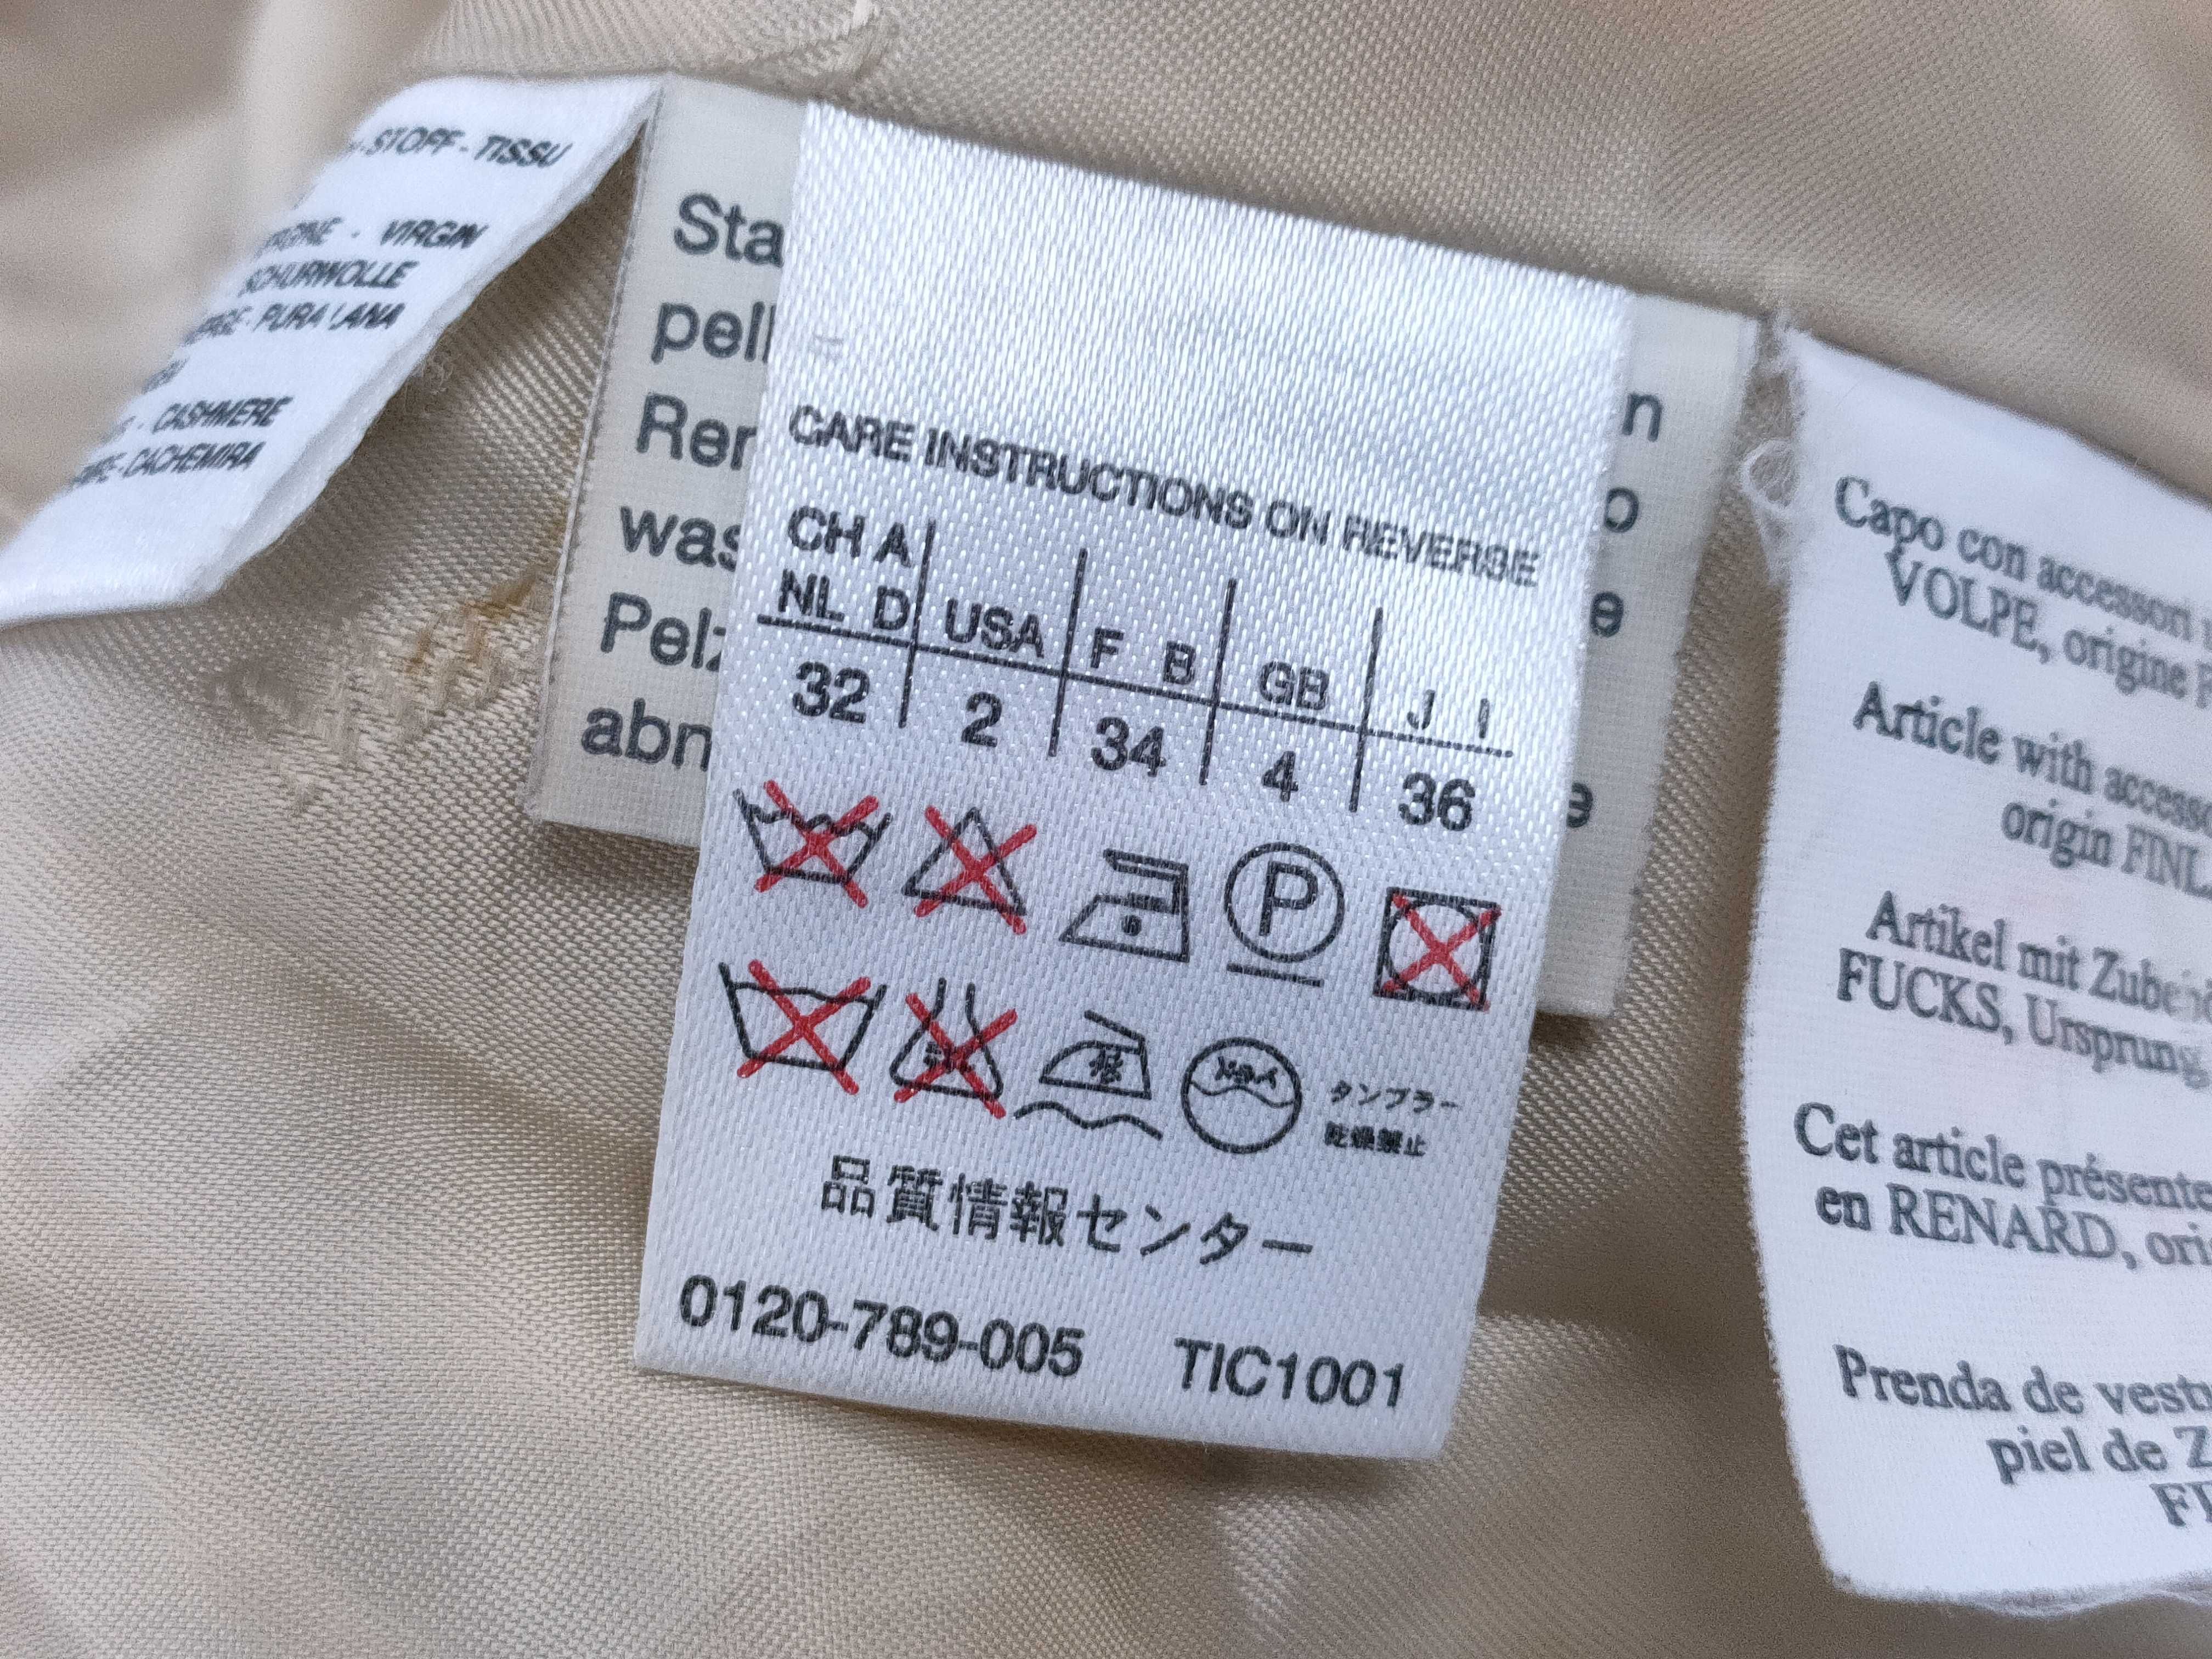 STOFF - TISSU
VIRGIN
SCHURWOLLE
PURA LANA
CASHMERE
CACHEMIRA
Sta
pell
Rem
was
Pelz
abn
n
o
e
e
CARE INSTRUCTIONS ON REVERSE
CH A
NL D USA F B GB J I
32 2 34 4 36
P
タンブラー
乾燥禁止
品質情報センター
0120-789-005 TIC1001
Capo con accessori
VOLPE, origine
Article with access
origin FINL
Artikel mit Zube
FUCKS, Ursprung
Cet article présente
en RENARD, ori
Prenda de vest
piel de Z